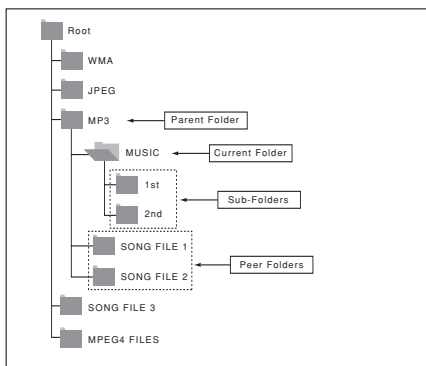 Root
WMA
JPEG
MP3
Parent Folder
MUSIC
Current Folder
1st
2nd
Sub-Folders
SONG FILE 1
SONG FILE 2
Peer Folders
SONG FILE 3
MPEG4 FILES